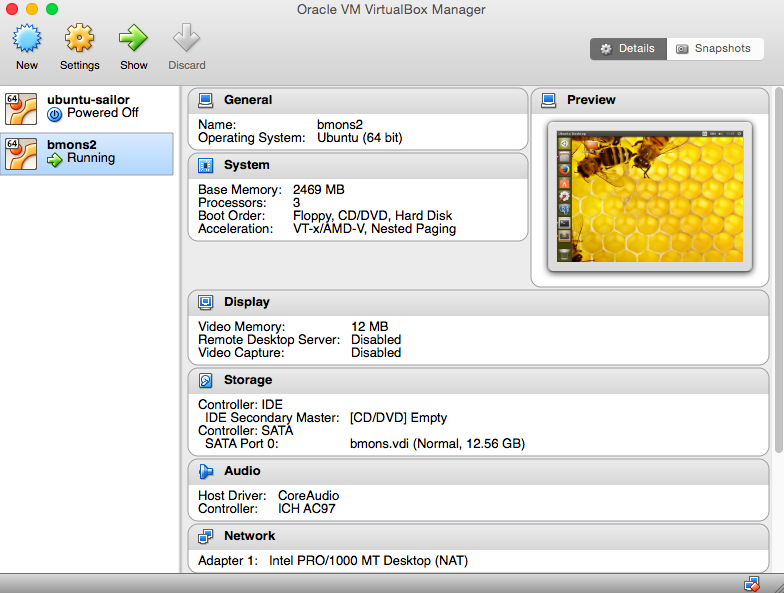 Oracle VM VirtualBox Manager
New
Settings
Show
Discard
Details
Snapshots
64
ubuntu-sailor
Powered Off
64
bmons2
Running
General
Name: bmons2
Operating System: Ubuntu (64 bit)
System
Base Memory: 2469 MB
Processors: 3
Boot Order: Floppy, CD/DVD, Hard Disk
Acceleration: VT-x/AMD-V, Nested Paging
Preview
Display
Video Memory: 12 MB
Remote Desktop Server: Disabled
Video Capture: Disabled
Storage
Controller: IDE
IDE Secondary Master: [CD/DVD] Empty
Controller: SATA
SATA Port 0: bmons.vdi (Normal, 12.56 GB)
Audio
Host Driver: CoreAudio
Controller: ICH AC97
Network
Adapter 1: Intel PRO/1000 MT Desktop (NAT)